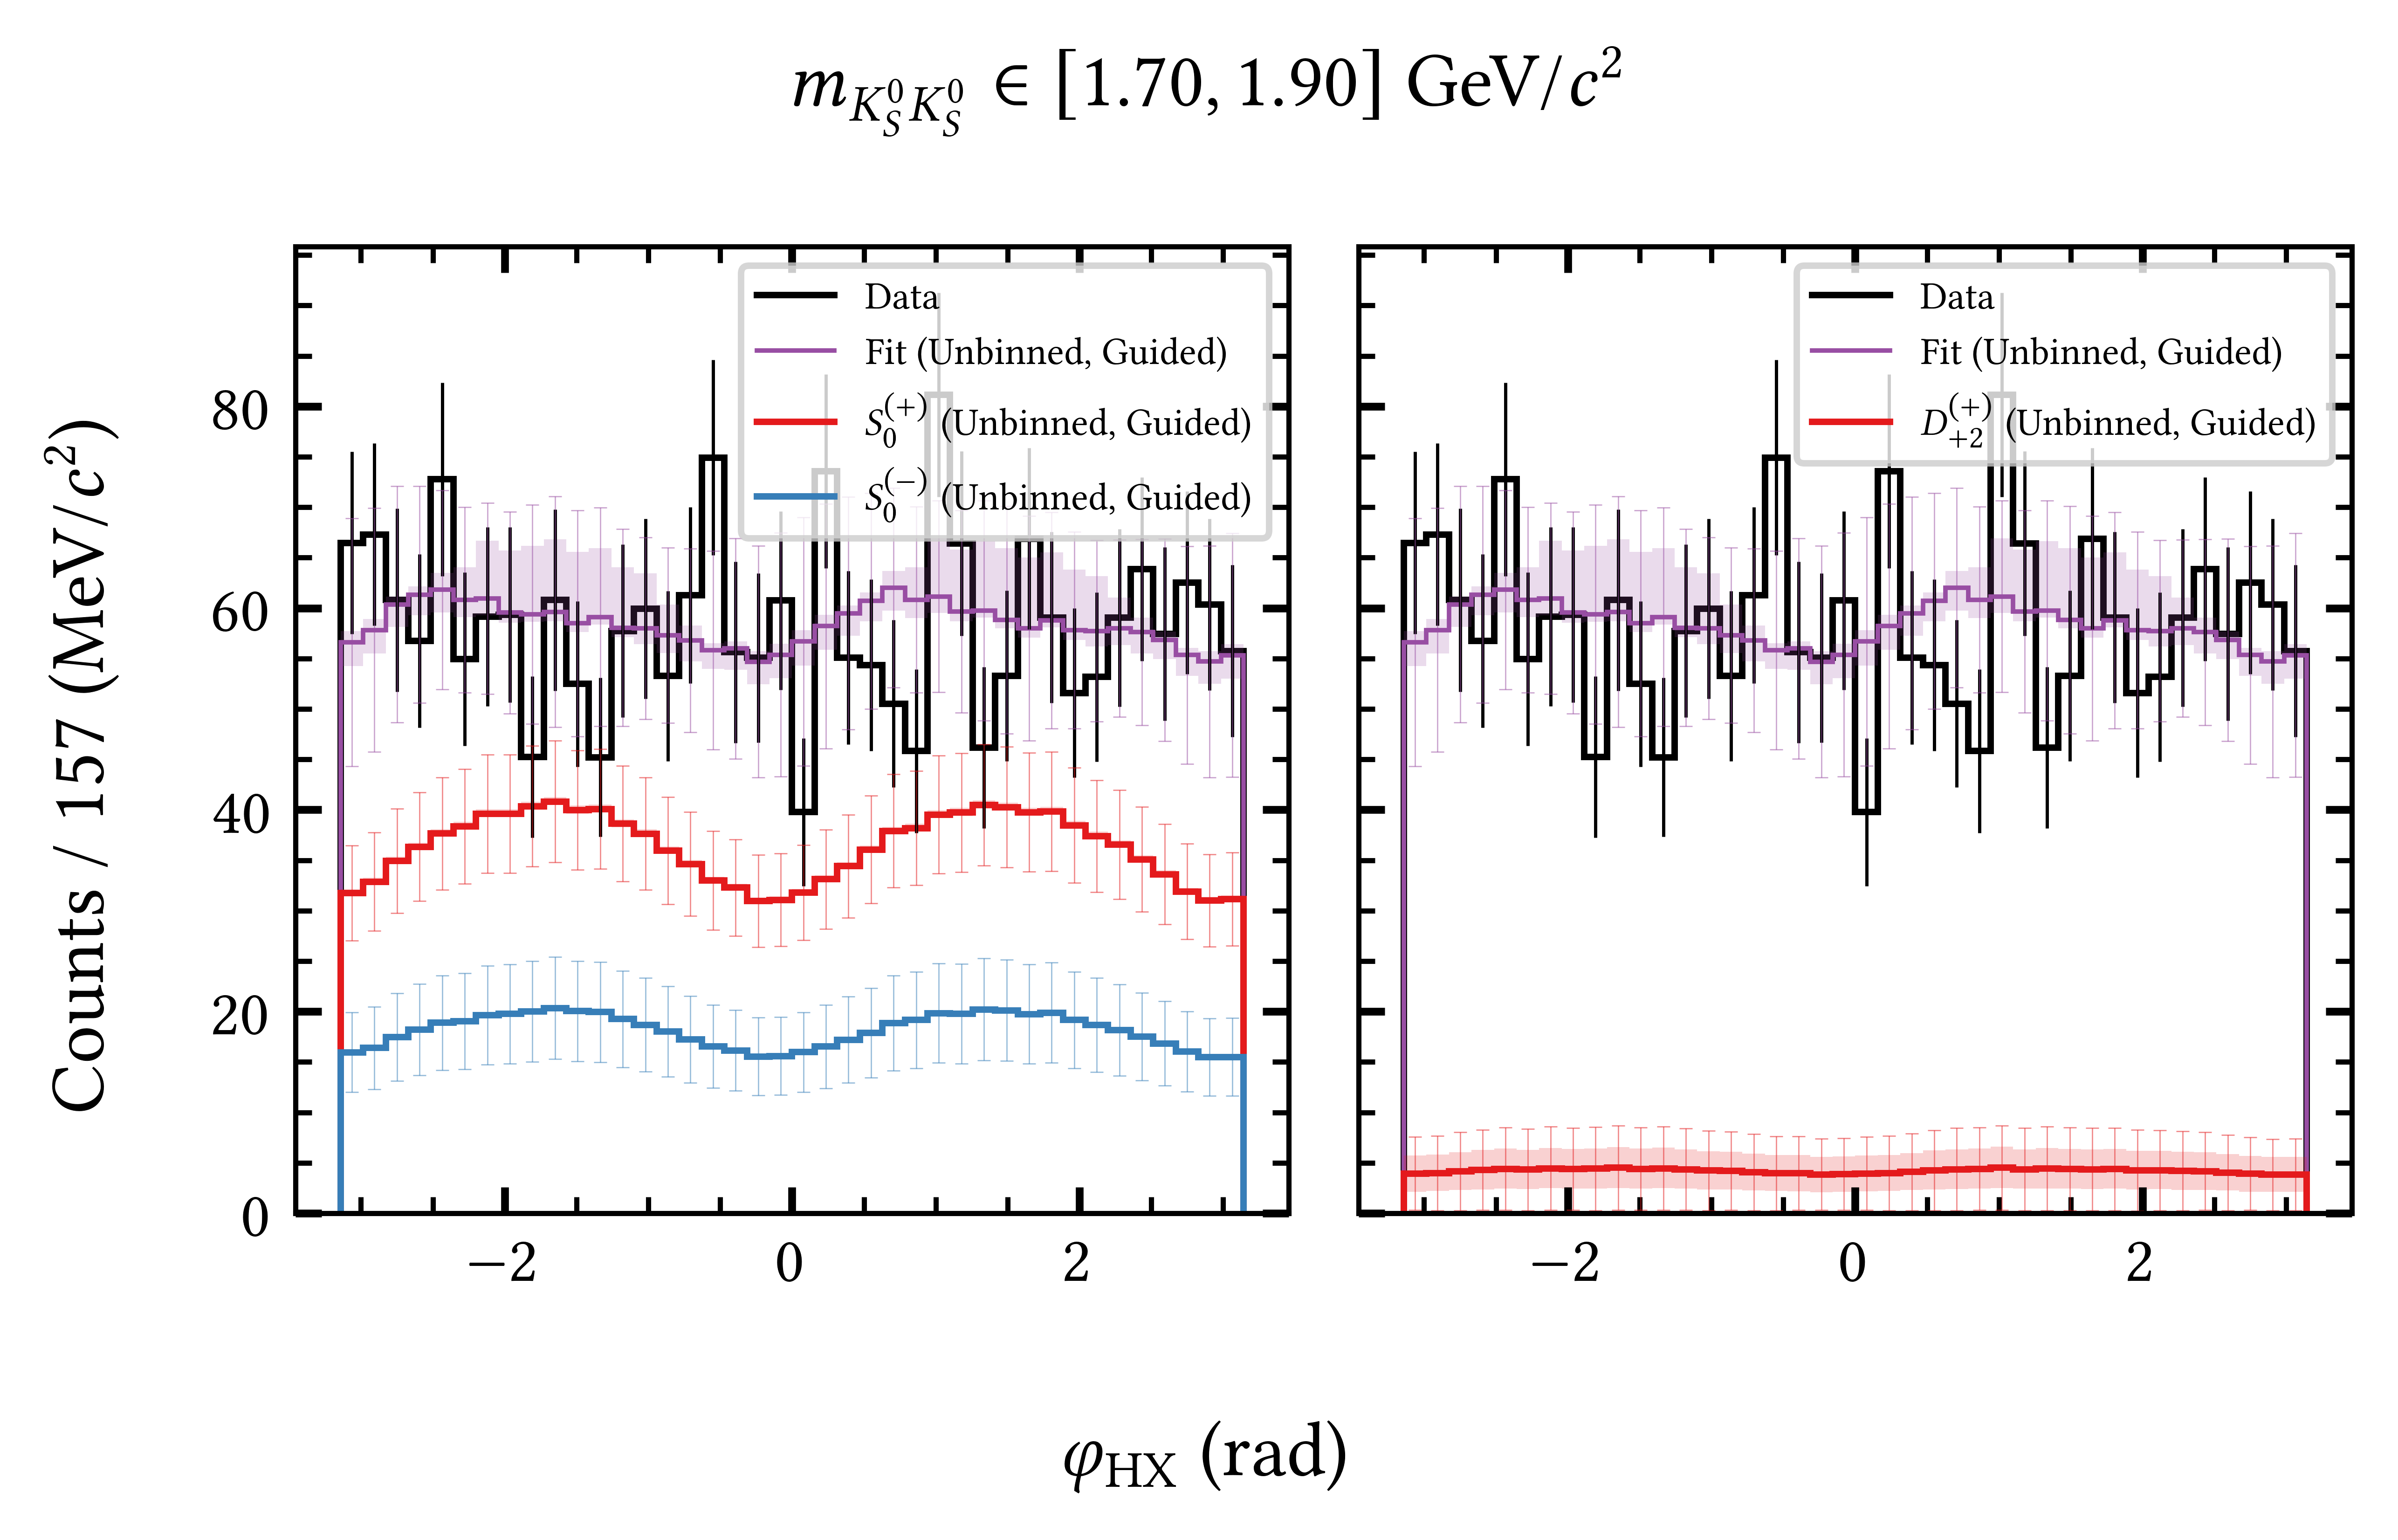 m_{K_S^0 K_S^0} ∈ [1.70, 1.90] GeV/c²
Counts / 157 (MeV/c²)
80
60
40
20
0
Data
Fit (Unbinned, Guided)
S_0^{(+)} (Unbinned, Guided)
S_0^{(−)} (Unbinned, Guided)
−2
0
2
Data
Fit (Unbinned, Guided)
D_{+2}^{(+)} (Unbinned, Guided)
−2
0
2
φ_{HX} (rad)